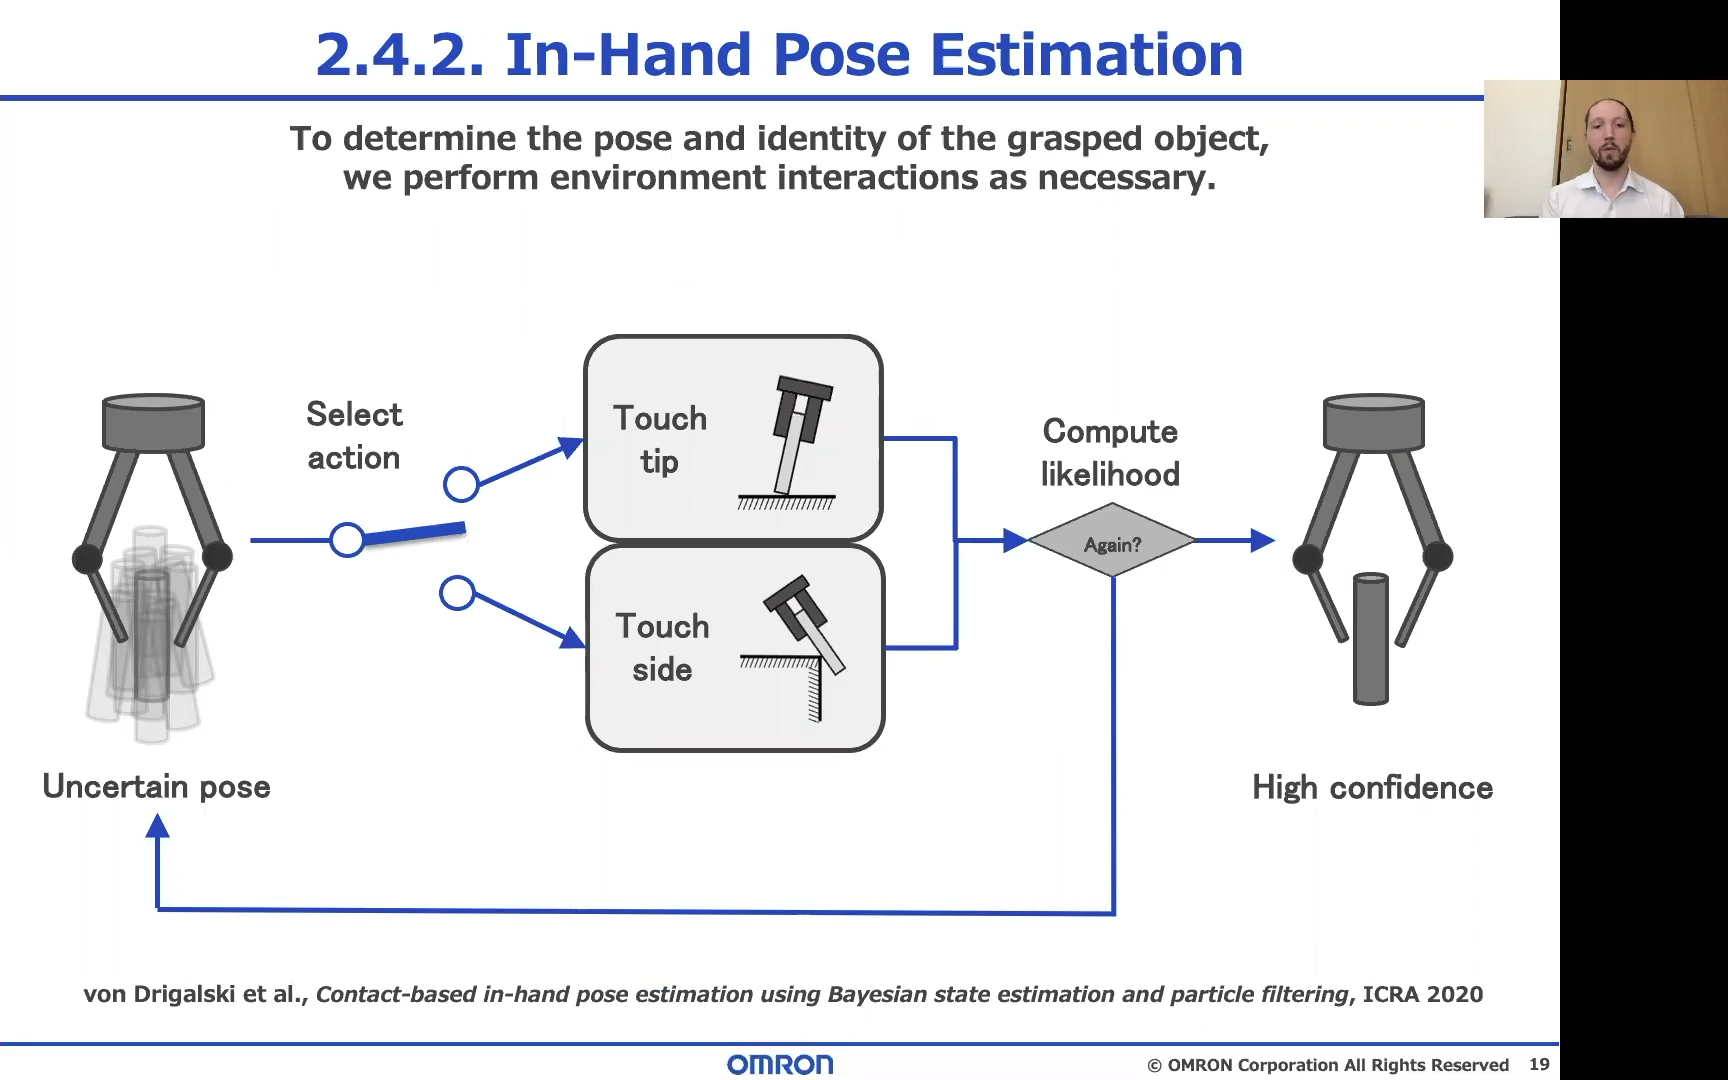 2.4.2. In-Hand Pose Estimation
To determine the pose and identity of the grasped object,
we perform environment interactions as necessary.
Select
action
Touch
tip
Touch
side
Compute
likelihood
Again?
Uncertain pose
High confidence
von Drigalski et al., Contact-based in-hand pose estimation using Bayesian state estimation and particle filtering, ICRA 2020
OMRON
© OMRON Corporation All Rights Reserved 19